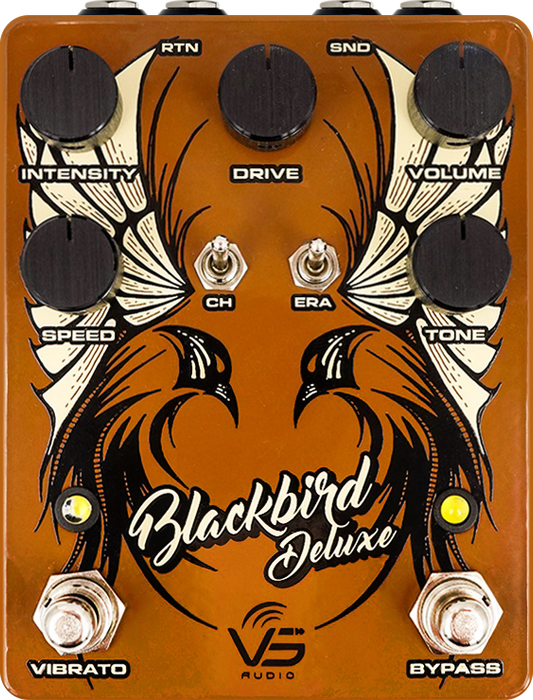 RTN
SND
INTENSITY
DRIVE
VOLUME
CH
ERA
SPEED
TONE
Blackbird
Deluxe
VS
AUDIO
VIBRATO
BYPASS